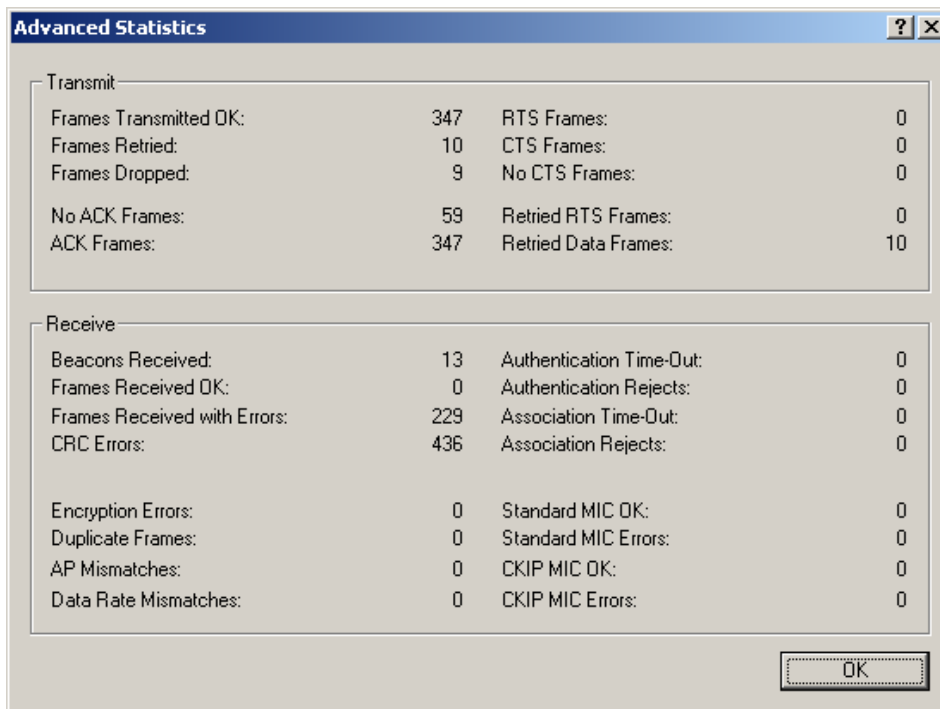 Advanced Statistics
Transmit
Frames Transmitted OK: 347 RTS Frames: 0
Frames Retried: 10 CTS Frames: 0
Frames Dropped: 9 No CTS Frames: 0
No ACK Frames: 59 Retried RTS Frames: 0
ACK Frames: 347 Retried Data Frames: 10
Receive
Beacons Received: 13 Authentication Time-Out: 0
Frames Received OK: 0 Authentication Rejects: 0
Frames Received with Errors: 229 Association Time-Out: 0
CRC Errors: 436 Association Rejects: 0
Encryption Errors: 0 Standard MIC OK: 0
Duplicate Frames: 0 Standard MIC Errors: 0
AP Mismatches: 0 CKIP MIC OK: 0
Data Rate Mismatches: 0 CKIP MIC Errors: 0
OK